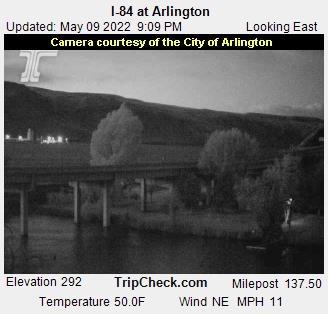 I-84 at Arlington
Updated: May 09 2022 9:09 PM Looking East
Camera courtesy of the City of Arlington
Elevation 292 TripCheck.com Milepost 137.50
Temperature 50.0F Wind NE MPH 11